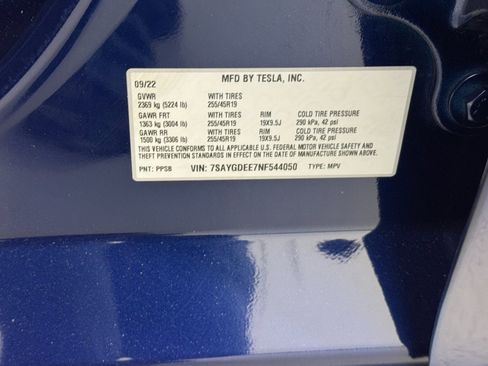 MFD BY TESLA, INC.
09/22
GVWR WITH TIRES
2369 kg (5224 lb) 255/45R19
GAWR FRT WITH TIRES RIM COLD TIRE PRESSURE
1363 kg (3004 lb) 255/45R19 19X9.5J 290 kPa, 42 psi
GAWR RR WITH TIRES RIM COLD TIRE PRESSURE
1500 kg (3306 lb) 255/45R19 19X9.5J 290 kPa, 42 psi
THIS VEHICLE CONFORMS TO ALL APPLICABLE U.S. FEDERAL MOTOR VEHICLE SAFETY AND
THEFT PREVENTION STANDARDS IN EFFECT ON THE DATE OF MANUFACTURE SHOWN ABOVE.
PNT: PPSB VIN: 7SAYGDEE7NF544050 TYPE: MPV